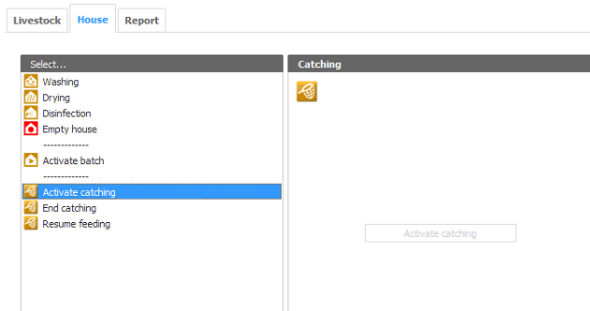 Livestock House Report
Select... Catching
Washing
Drying
Disinfection
Empty house
-------------
Activate batch
-------------
Activate catching
End catching
Resume feeding
Activate catching